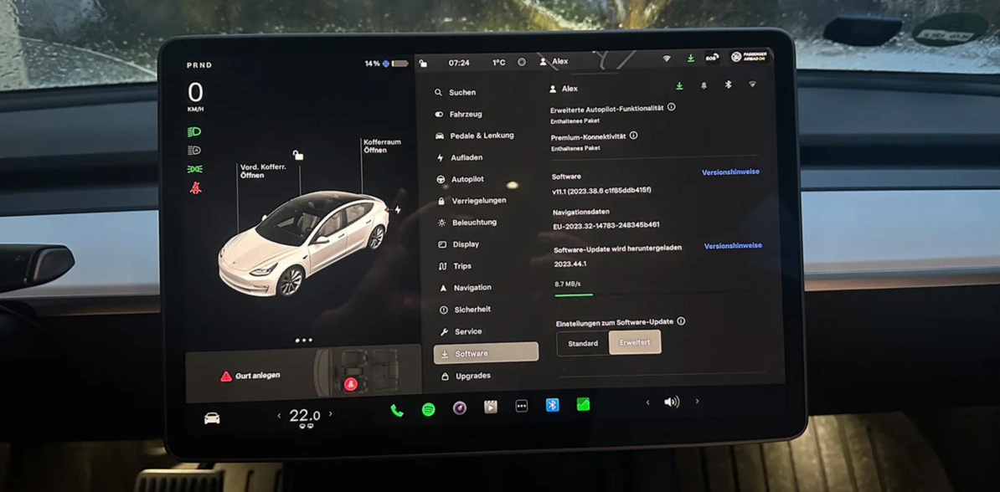 PRND
14 %
07:24
1°C
Alex
SOS
PASSENGER
AIRBAG ON
0
KM/H
Kofferraum
Öffnen
Vord. Kofferr.
Öffnen
Gurt anlegen
Suchen
Fahrzeug
Pedale & Lenkung
Aufladen
Autopilot
Verriegelungen
Beleuchtung
Display
Trips
Navigation
Sicherheit
Service
Software
Upgrades
Alex
Erweiterte Autopilot-Funktionalität
Enthaltenes Paket
Premium-Konnektivität
Enthaltenes Paket
Software
Versionshinweise
v11.1 (2023.38.6 c1f85ddb415f)
Navigationsdaten
EU-2023.32-14783-248345b461
Software-Update wird heruntergeladen
Versionshinweise
2023.44.1
8.7 MB/s
Einstellungen zum Software-Update
Standard
Erweitert
22.0